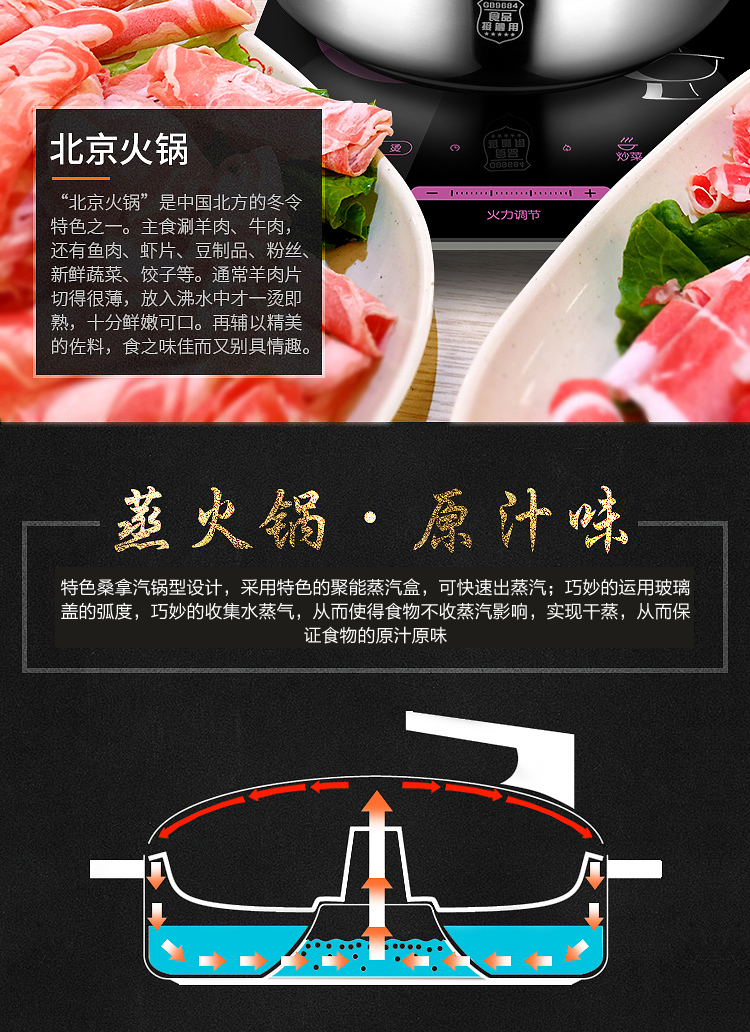 GB9684
食品
接触用
烫
炒菜
火力调节
北京火锅
“北京火锅”是中国北方的冬令
特色之一。主食涮羊肉、牛肉，
还有鱼肉、虾片、豆制品、粉丝、
新鲜蔬菜、饺子等。通常羊肉片
切得很薄，放入沸水中才一烫即
熟，十分鲜嫩可口。再辅以精美
的佐料，食之味佳而又别具情趣。
蒸火锅·原汁味
特色桑拿汽锅型设计，采用特色的聚能蒸汽盒，可快速出蒸汽；巧妙的运用玻璃
盖的弧度，巧妙的收集水蒸气，从而使得食物不收蒸汽影响，实现干蒸，从而保
证食物的原汁原味